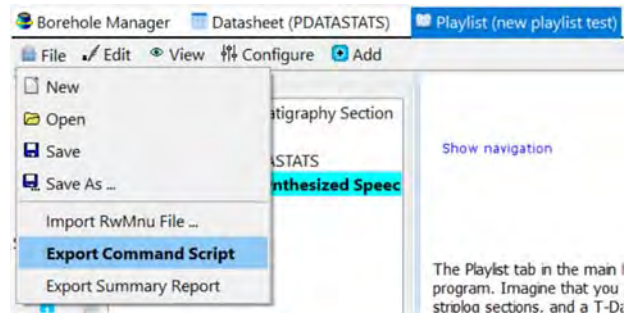 Borehole Manager Datasheet (PDATASTATS) Playlist (new playlist test)
File Edit View Configure Add
New
Open
Save
Save As ...
Import RwMnu File ...
Export Command Script
Export Summary Report
tigraphy Section
ASTATS
nthesized Speec
Show navigation
The Playlist tab in the main
program. Imagine that you
striplog sections, and a T-Da